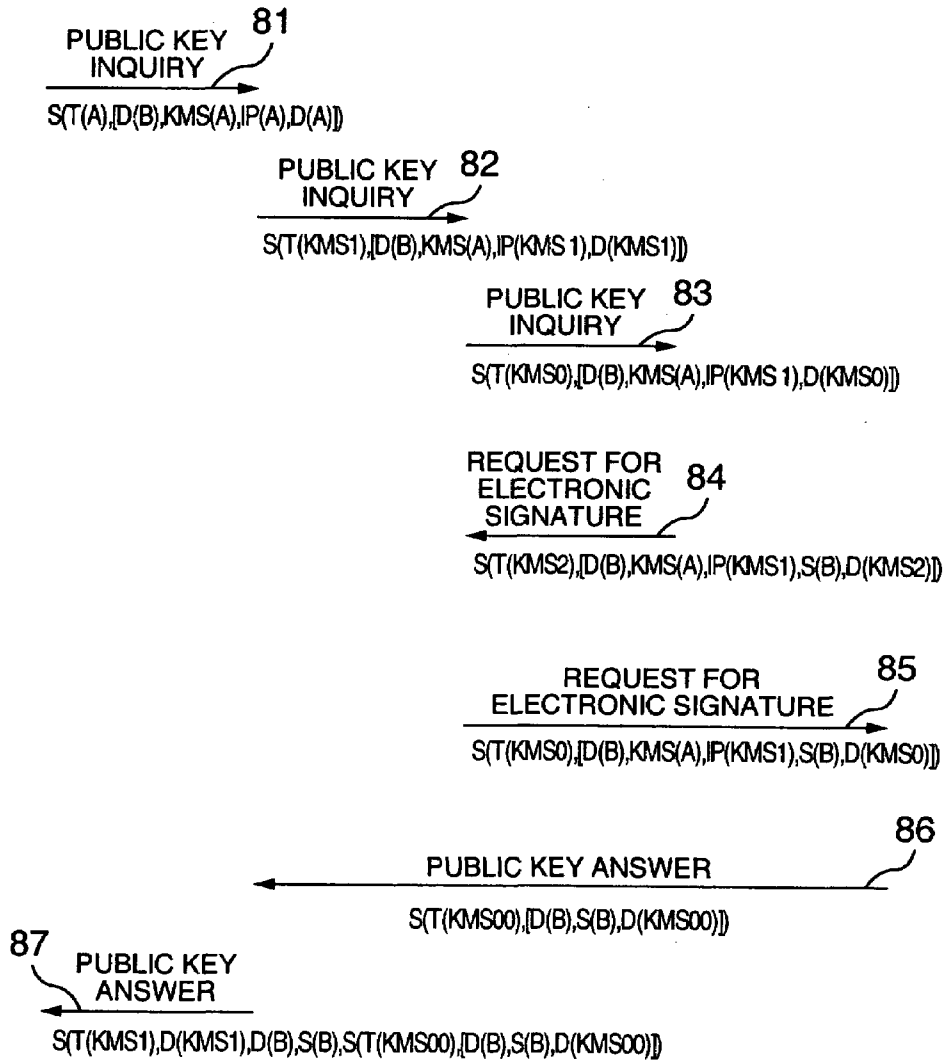 81
PUBLIC KEY
INQUIRY
S(T(A),[D(B),KMS(A),IP(A),D(A)])
PUBLIC KEY 82
INQUIRY
S(T(KMS1),[D(B),KMS(A),IP(KMS1),D(KMS1)])
PUBLIC KEY 83
INQUIRY
S(T(KMS0),[D(B),KMS(A),IP(KMS1),D(KMS0)])
REQUEST FOR
ELECTRONIC 84
SIGNATURE
S(T(KMS2),[D(B),KMS(A),IP(KMS1),S(B),D(KMS2)])
REQUEST FOR 85
ELECTRONIC SIGNATURE
S(T(KMS0),[D(B),KMS(A),IP(KMS1),S(B),D(KMS0)])
86
PUBLIC KEY ANSWER
S(T(KMS00),[D(B),S(B),D(KMS00)])
87
PUBLIC KEY
ANSWER
S(T(KMS1),D(KMS1),D(B),S(B),S(T(KMS00),[D(B),S(B),D(KMS00)])